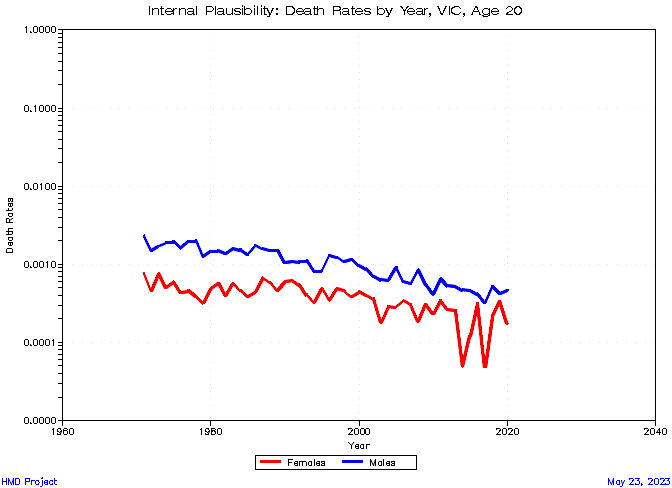 Internal Plausibility: Death Rates by Year, VIC, Age 20
1.0000
0.1000
0.0100
0.0010
0.0001
0.0000
Death Rates
1960
1980
2000
2020
2040
Year
Females
Males
HMD Project
May 23, 2023